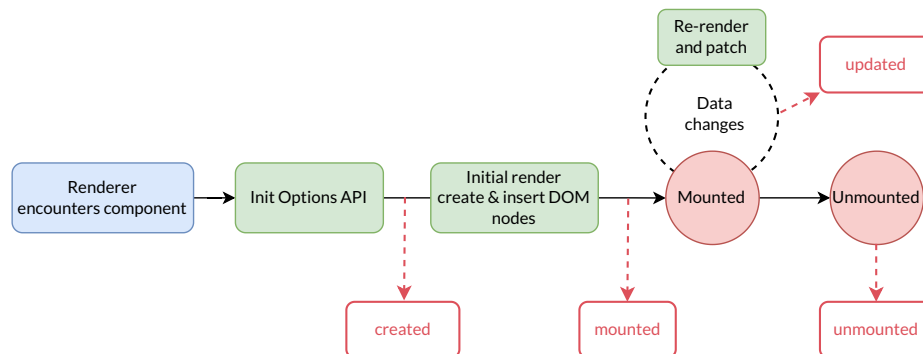 Re-render
and patch
updated
Data
changes
Renderer
encounters component
Init Options API
Initial render
create & insert DOM
nodes
Mounted
Unmounted
created
mounted
unmounted